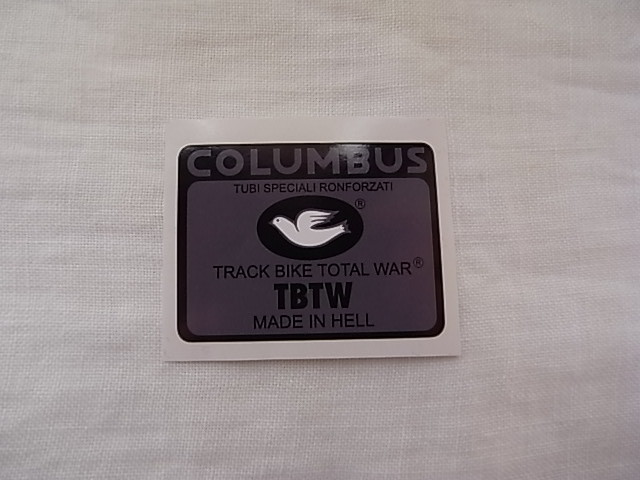 COLUMBUS
TUBI SPECIALI RONFORZATI
®
TRACK BIKE TOTAL WAR®
TBTW
MADE IN HELL